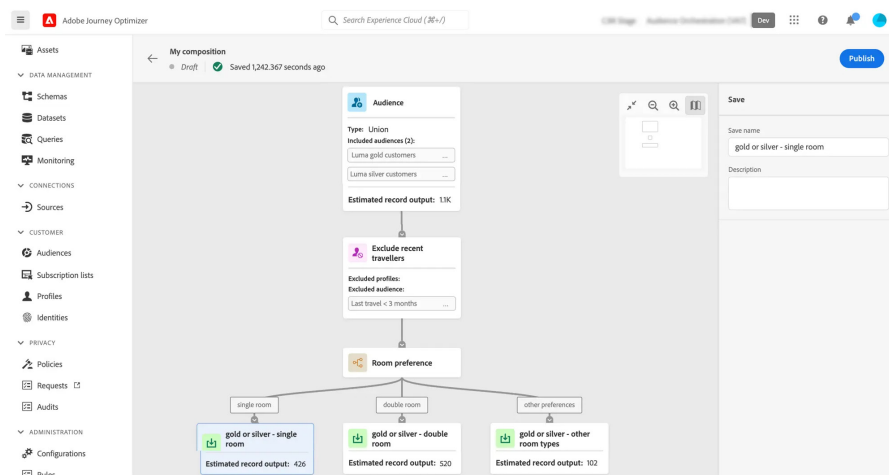 Adobe Journey Optimizer
Search Experience Cloud (⌘+/)
Dev
Assets
DATA MANAGEMENT
Schemas
Datasets
Queries
Monitoring
CONNECTIONS
Sources
CUSTOMER
Audiences
Subscription lists
Profiles
Identities
PRIVACY
Policies
Requests
Audits
ADMINISTRATION
Configurations
My composition
Draft
Saved 1,242.367 seconds ago
Publish
Audience
Type: Union
Included audiences (2):
Luma gold customers ...
Luma silver customers ...
Estimated record output: 1.1K
Exclude recent
travellers
Excluded profiles:
Excluded audience:
Last travel < 3 months ...
Room preference
single room
double room
other preferences
gold or silver - single
room
Estimated record output: 426
gold or silver - double
room
Estimated record output: 520
gold or silver - other
room types
Estimated record output: 102
Save
Save name
gold or silver - single room
Description